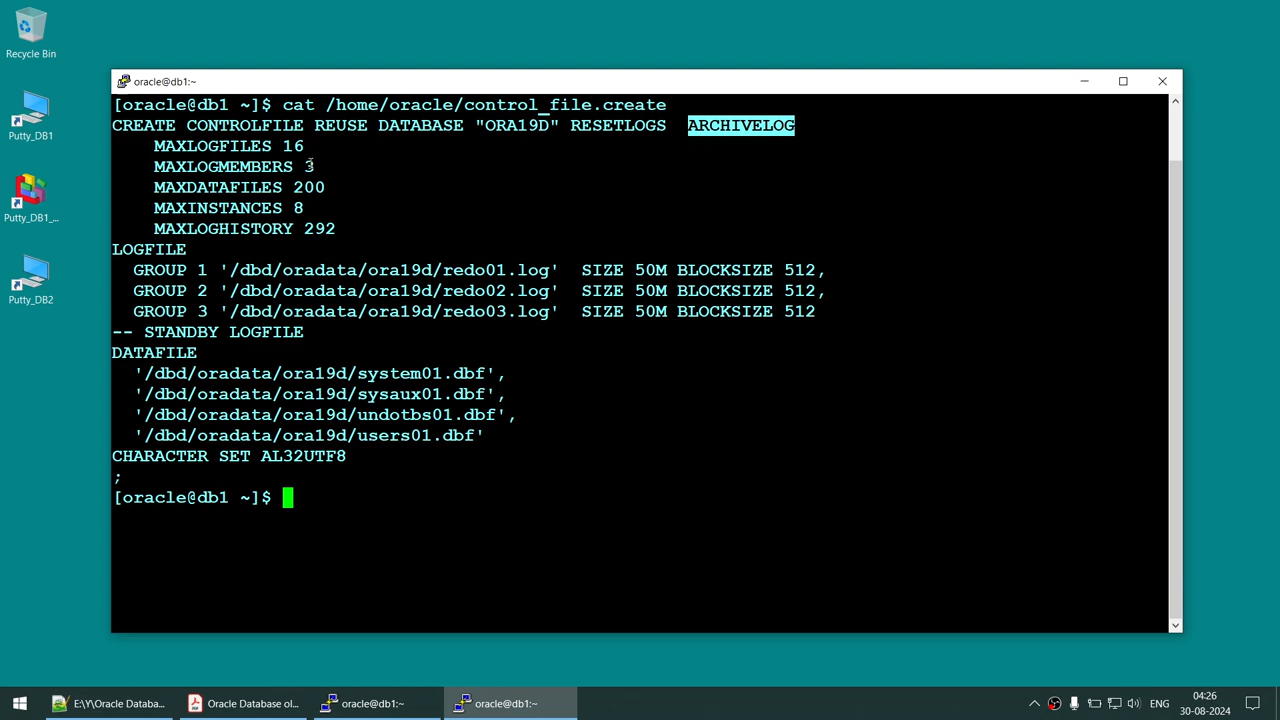 Recycle Bin
Putty_DB1
Putty_DB1_...
Putty_DB2
oracle@db1:~
[oracle@db1 ~]$ cat /home/oracle/control_file.create
CREATE CONTROLFILE REUSE DATABASE "ORA19D" RESETLOGS  ARCHIVELOG
    MAXLOGFILES 16
    MAXLOGMEMBERS 3
    MAXDATAFILES 200
    MAXINSTANCES 8
    MAXLOGHISTORY 292
LOGFILE
  GROUP 1 '/dbd/oradata/ora19d/redo01.log'  SIZE 50M BLOCKSIZE 512,
  GROUP 2 '/dbd/oradata/ora19d/redo02.log'  SIZE 50M BLOCKSIZE 512,
  GROUP 3 '/dbd/oradata/ora19d/redo03.log'  SIZE 50M BLOCKSIZE 512
-- STANDBY LOGFILE
DATAFILE
  '/dbd/oradata/ora19d/system01.dbf',
  '/dbd/oradata/ora19d/sysaux01.dbf',
  '/dbd/oradata/ora19d/undotbs01.dbf',
  '/dbd/oradata/ora19d/users01.dbf'
CHARACTER SET AL32UTF8
;
[oracle@db1 ~]$
E:\Y\Oracle Databa...
Oracle Database ol...
oracle@db1:~
oracle@db1:~
ENG
04:26
30-08-2024